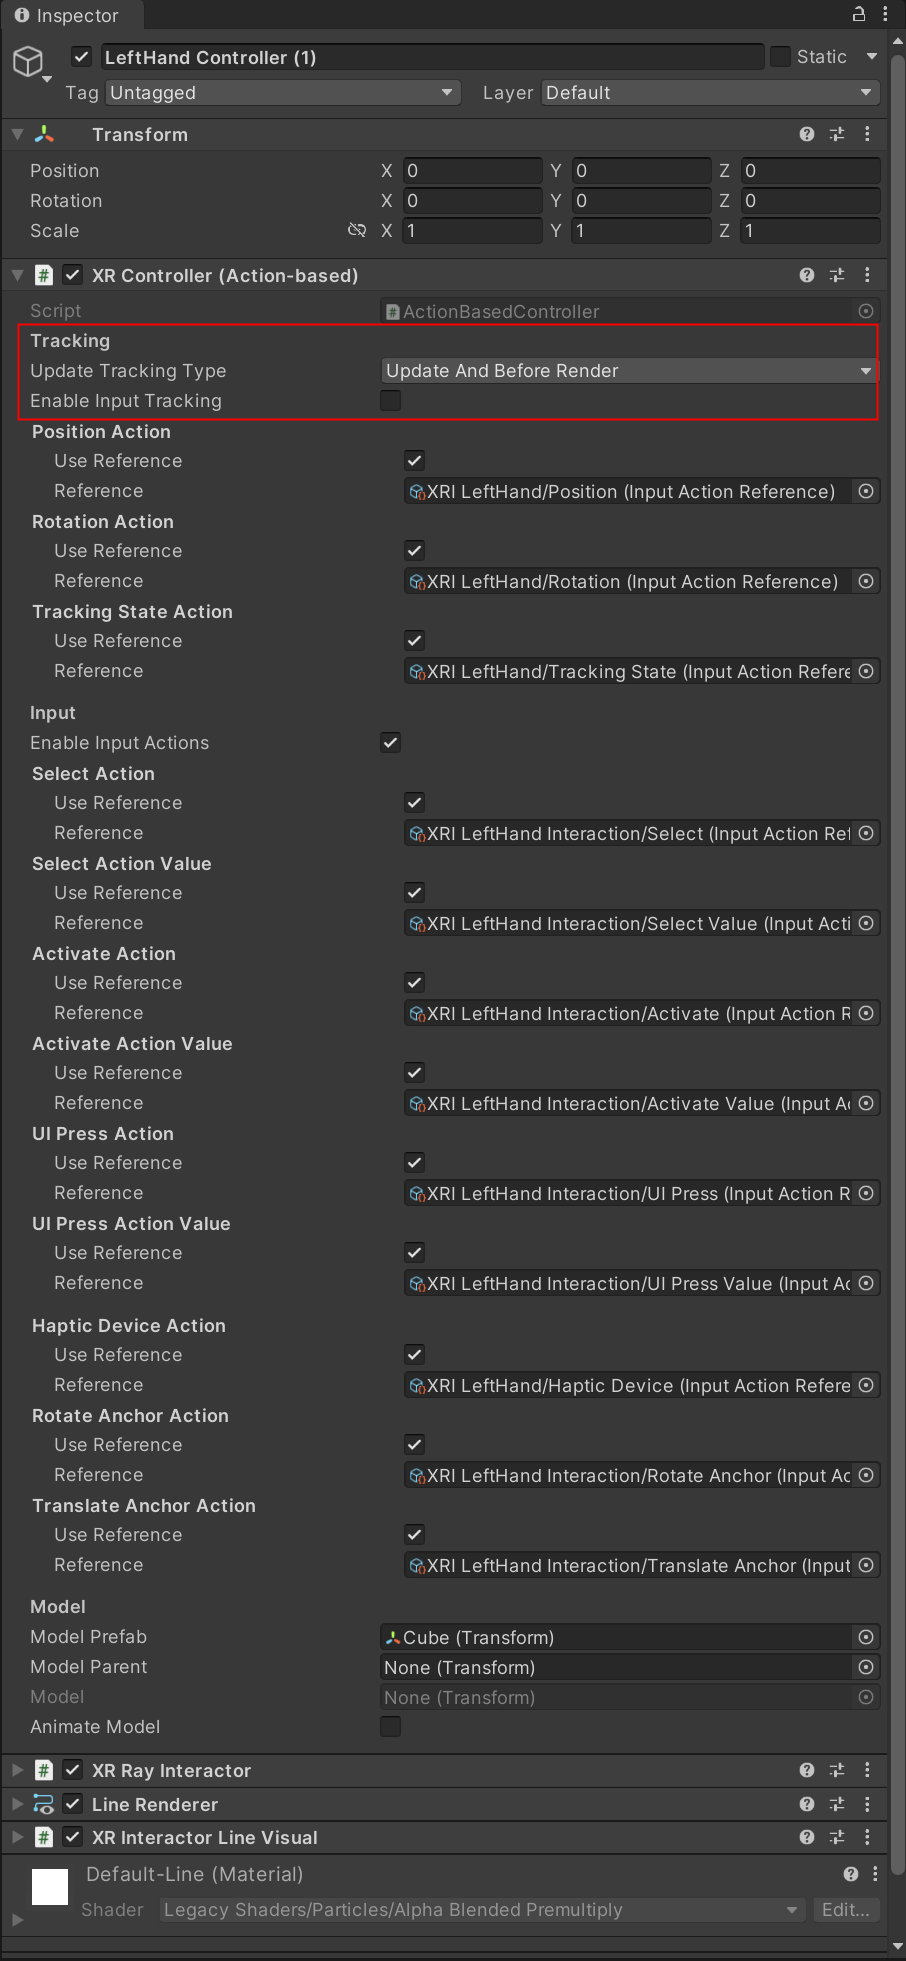 Inspector
LeftHand Controller (1) Static
Tag Untagged Layer Default
Transform
Position X 0 Y 0 Z 0
Rotation X 0 Y 0 Z 0
Scale X 1 Y 1 Z 1
XR Controller (Action-based)
Script ActionBasedController
Tracking
Update Tracking Type Update And Before Render
Enable Input Tracking
Position Action
Use Reference
Reference XRI LeftHand/Position (Input Action Reference)
Rotation Action
Use Reference
Reference XRI LeftHand/Rotation (Input Action Reference)
Tracking State Action
Use Reference
Reference XRI LeftHand/Tracking State (Input Action Refere
Input
Enable Input Actions
Select Action
Use Reference
Reference XRI LeftHand Interaction/Select (Input Action Ref
Select Action Value
Use Reference
Reference XRI LeftHand Interaction/Select Value (Input Acti
Activate Action
Use Reference
Reference XRI LeftHand Interaction/Activate (Input Action R
Activate Action Value
Use Reference
Reference XRI LeftHand Interaction/Activate Value (Input Ac
UI Press Action
Use Reference
Reference XRI LeftHand Interaction/UI Press (Input Action R
UI Press Action Value
Use Reference
Reference XRI LeftHand Interaction/UI Press Value (Input Ac
Haptic Device Action
Use Reference
Reference XRI LeftHand/Haptic Device (Input Action Refere
Rotate Anchor Action
Use Reference
Reference XRI LeftHand Interaction/Rotate Anchor (Input Ac
Translate Anchor Action
Use Reference
Reference XRI LeftHand Interaction/Translate Anchor (Input
Model
Model Prefab Cube (Transform)
Model Parent None (Transform)
Model None (Transform)
Animate Model
XR Ray Interactor
Line Renderer
XR Interactor Line Visual
Default-Line (Material)
Shader Legacy Shaders/Particles/Alpha Blended Premultiply Edit...